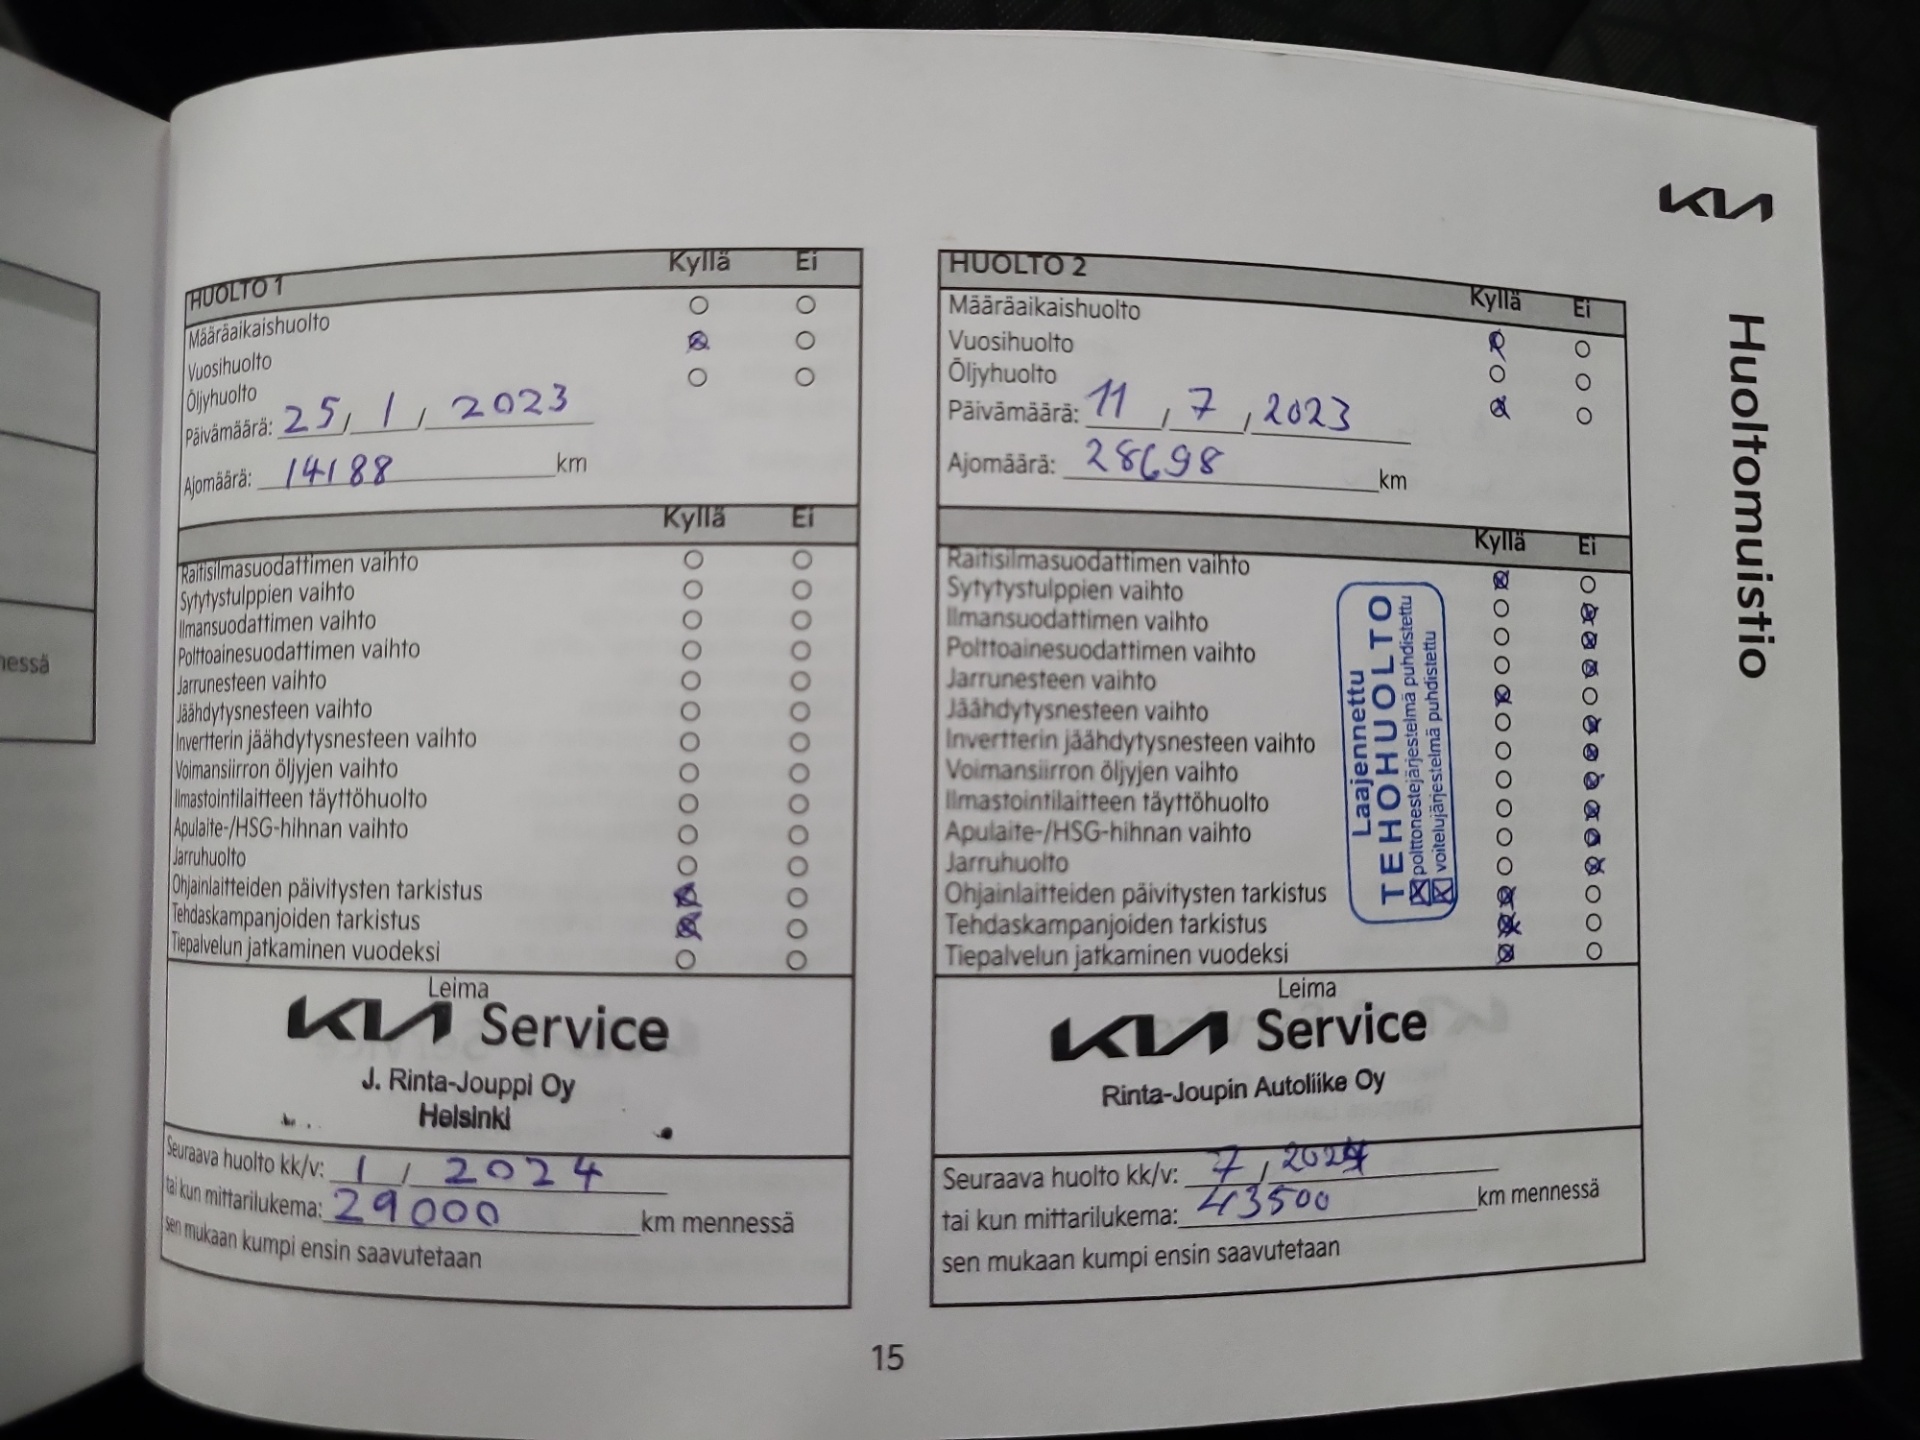 nessä
KIA
Huoltomuistio
HUOLTO 1 Kyllä Ei
Määräaikaishuolto
Vuosihuolto
Öljyhuolto
Päivämäärä: 25 / 1 / 2023
Ajomäärä: 14188 km
Kyllä Ei
Raitisilmasuodattimen vaihto
Sytytystulppien vaihto
Ilmansuodattimen vaihto
Polttoainesuodattimen vaihto
Jarrunesteen vaihto
Jäähdytysnesteen vaihto
Invertterin jäähdytysnesteen vaihto
Voimansiirron öljyjen vaihto
Ilmastointilaitteen täyttöhuolto
Apulaite-/HSG-hihnan vaihto
Jarruhuolto
Ohjainlaitteiden päivitysten tarkistus
Tehdaskampanjoiden tarkistus
Tiepalvelun jatkaminen vuodeksi
Leima
KIA Service
J. Rinta-Jouppi Oy
Helsinki
Seuraava huolto kk/v: 1 / 2024
tai kun mittarilukema: 29000 km mennessä
sen mukaan kumpi ensin saavutetaan
HUOLTO 2 Kyllä Ei
Määräaikaishuolto
Vuosihuolto
Öljyhuolto
Päivämäärä: 11 / 7 / 2023
Ajomäärä: 28698 km
Kyllä Ei
Raitisilmasuodattimen vaihto
Sytytystulppien vaihto
Ilmansuodattimen vaihto
Polttoainesuodattimen vaihto
Jarrunesteen vaihto
Jäähdytysnesteen vaihto
Invertterin jäähdytysnesteen vaihto
Voimansiirron öljyjen vaihto
Ilmastointilaitteen täyttöhuolto
Apulaite-/HSG-hihnan vaihto
Jarruhuolto
Ohjainlaitteiden päivitysten tarkistus
Tehdaskampanjoiden tarkistus
Tiepalvelun jatkaminen vuodeksi
Laajennettu
TEHOHUOLTO
polttonestejärjestelmä puhdistettu
voitelujärjestelmä puhdistettu
Leima
KIA Service
Rinta-Joupin Autoliike Oy
Seuraava huolto kk/v: 7 / 2024
tai kun mittarilukema: 43500 km mennessä
sen mukaan kumpi ensin saavutetaan
15